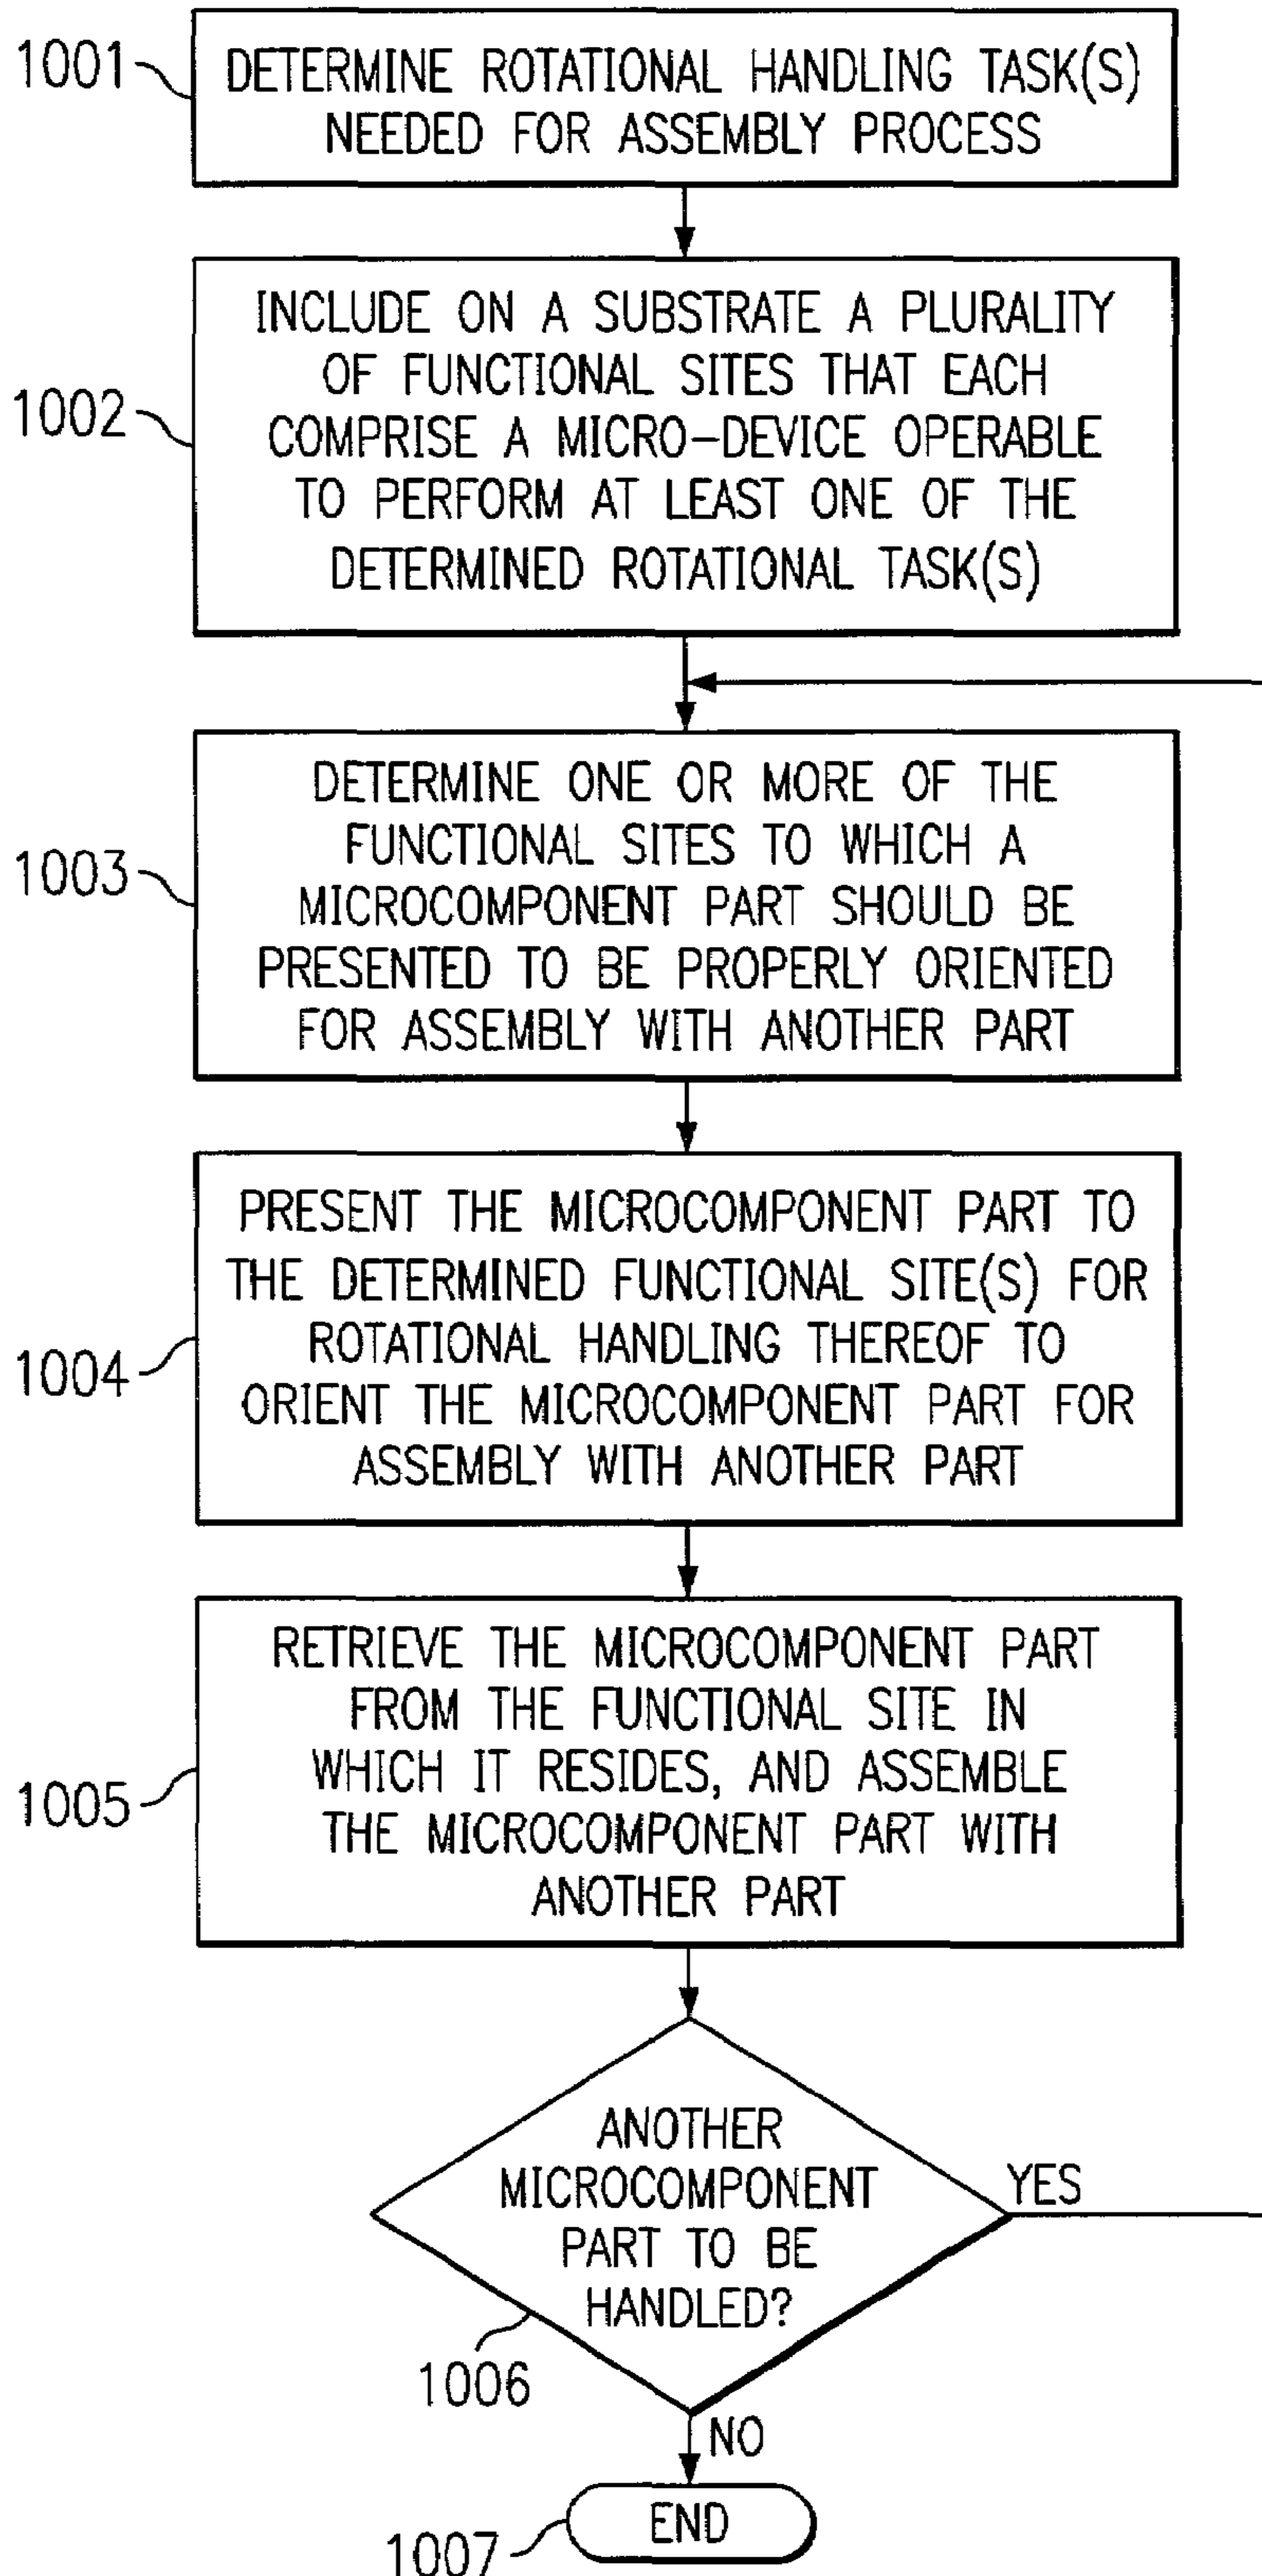 1001
DETERMINE ROTATIONAL HANDLING TASK(S)
NEEDED FOR ASSEMBLY PROCESS
1002
INCLUDE ON A SUBSTRATE A PLURALITY
OF FUNCTIONAL SITES THAT EACH
COMPRISE A MICRO-DEVICE OPERABLE
TO PERFORM AT LEAST ONE OF THE
DETERMINED ROTATIONAL TASK(S)
1003
DETERMINE ONE OR MORE OF THE
FUNCTIONAL SITES TO WHICH A
MICROCOMPONENT PART SHOULD BE
PRESENTED TO BE PROPERLY ORIENTED
FOR ASSEMBLY WITH ANOTHER PART
1004
PRESENT THE MICROCOMPONENT PART TO
THE DETERMINED FUNCTIONAL SITE(S) FOR
ROTATIONAL HANDLING THEREOF TO
ORIENT THE MICROCOMPONENT PART FOR
ASSEMBLY WITH ANOTHER PART
1005
RETRIEVE THE MICROCOMPONENT PART
FROM THE FUNCTIONAL SITE IN
WHICH IT RESIDES, AND ASSEMBLE
THE MICROCOMPONENT PART WITH
ANOTHER PART
ANOTHER
MICROCOMPONENT
PART TO BE
HANDLED?
YES
1006
NO
END
1007